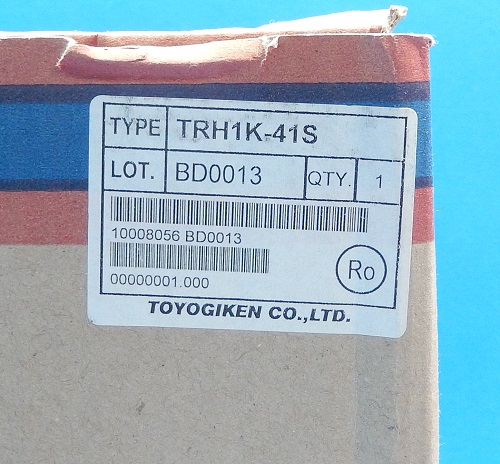 TYPE TRH1K-41S
LOT. BD0013 QTY. 1
10008056 BD0013
00000001.000
Ro
TOYOGIKEN CO.,LTD.